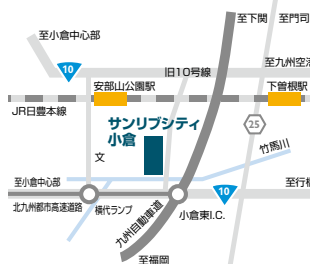 至下関
至門司
至小倉中心部
10
旧10号線
至九州空港
安部山公園駅
下曽根駅
JR日豊本線
サンリブシティ
小倉
25
竹馬川
文
至小倉中心部
10
至行橋
北九州都市高速道路
横代ランプ
小倉東I.C.
九州自動車道
至福岡